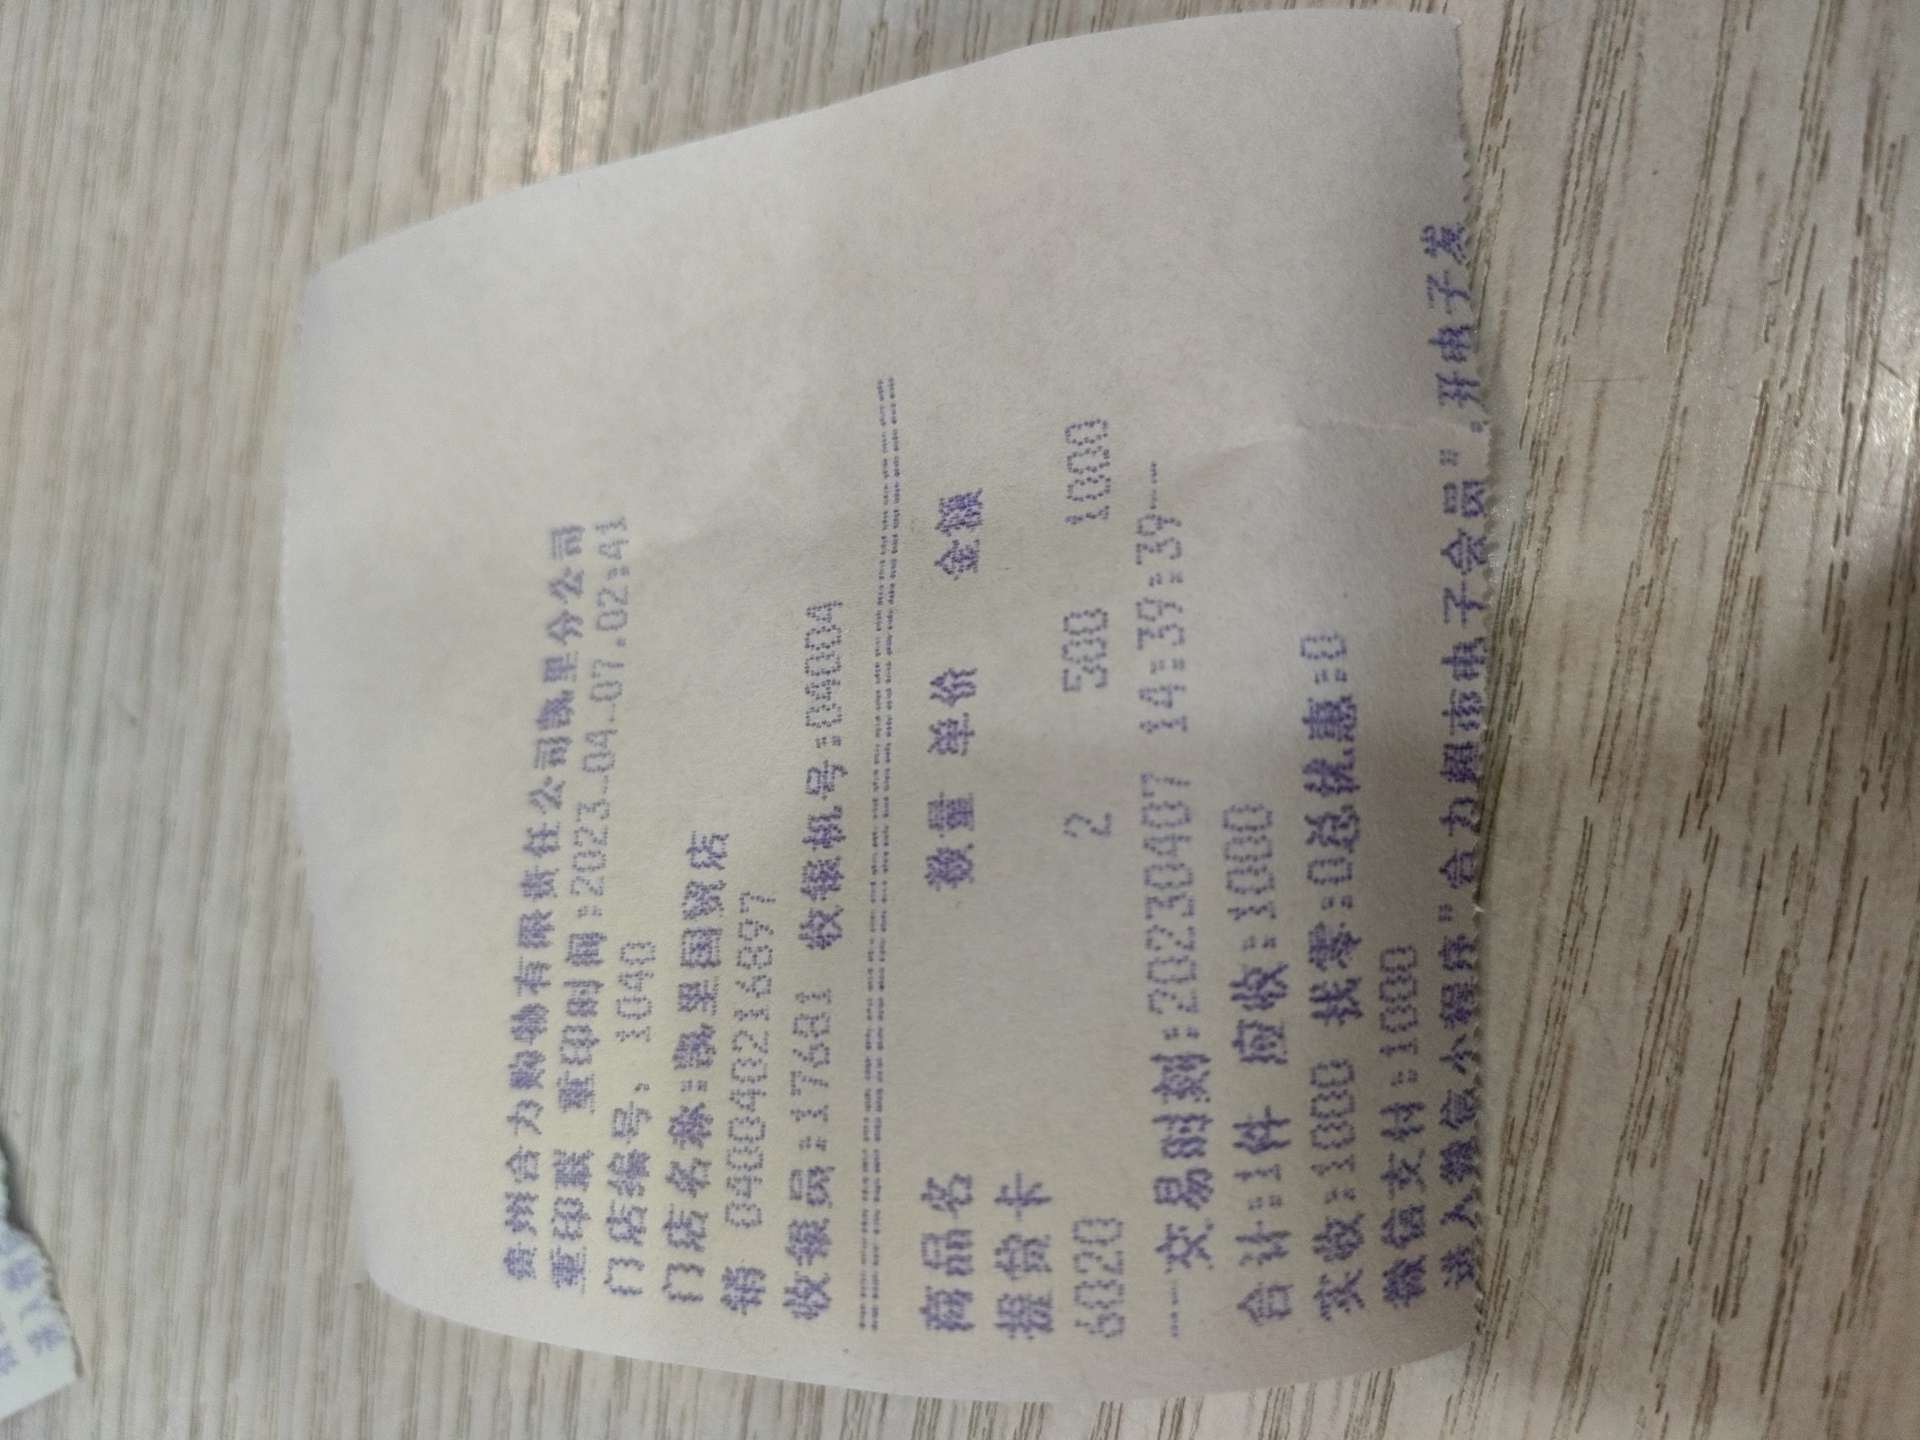 贵州合力购物有限责任公司凯里分公司
重印联 重印时间:2023-04-07.02:41
门店编号: 1040
门店名称:凯里国贸店
销 040040216897
收银员:17681 收银机号:04004
商品名 数量 单价 金额
提货卡
6020 2 500 1000
---交易时刻:20230407 14:39:39---
合计:1件 应收:1000
实收:1000 找零:0总优惠:0
微信支付:1000
进入微信小程序"合力超市电子会员",开电子发